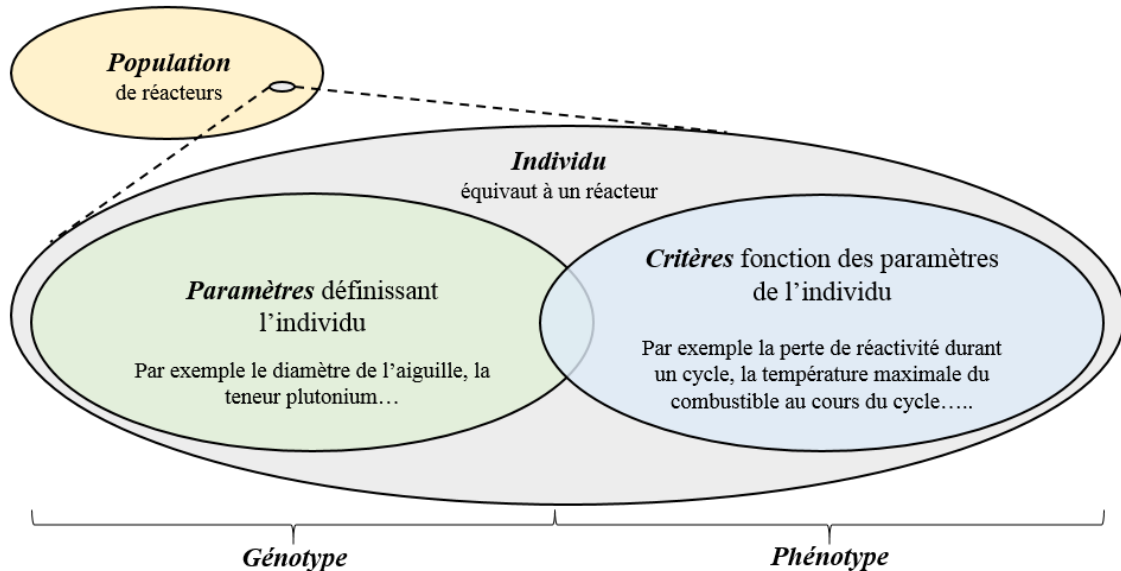 Population
de réacteurs
Individu
équivaut à un réacteur
Paramètres définissant
l’individu
Par exemple le diamètre de l’aiguille, la
teneur plutonium…
Critères fonction des paramètres
de l’individu
Par exemple la perte de réactivité durant
un cycle, la température maximale du
combustible au cours du cycle…..
Génotype
Phénotype